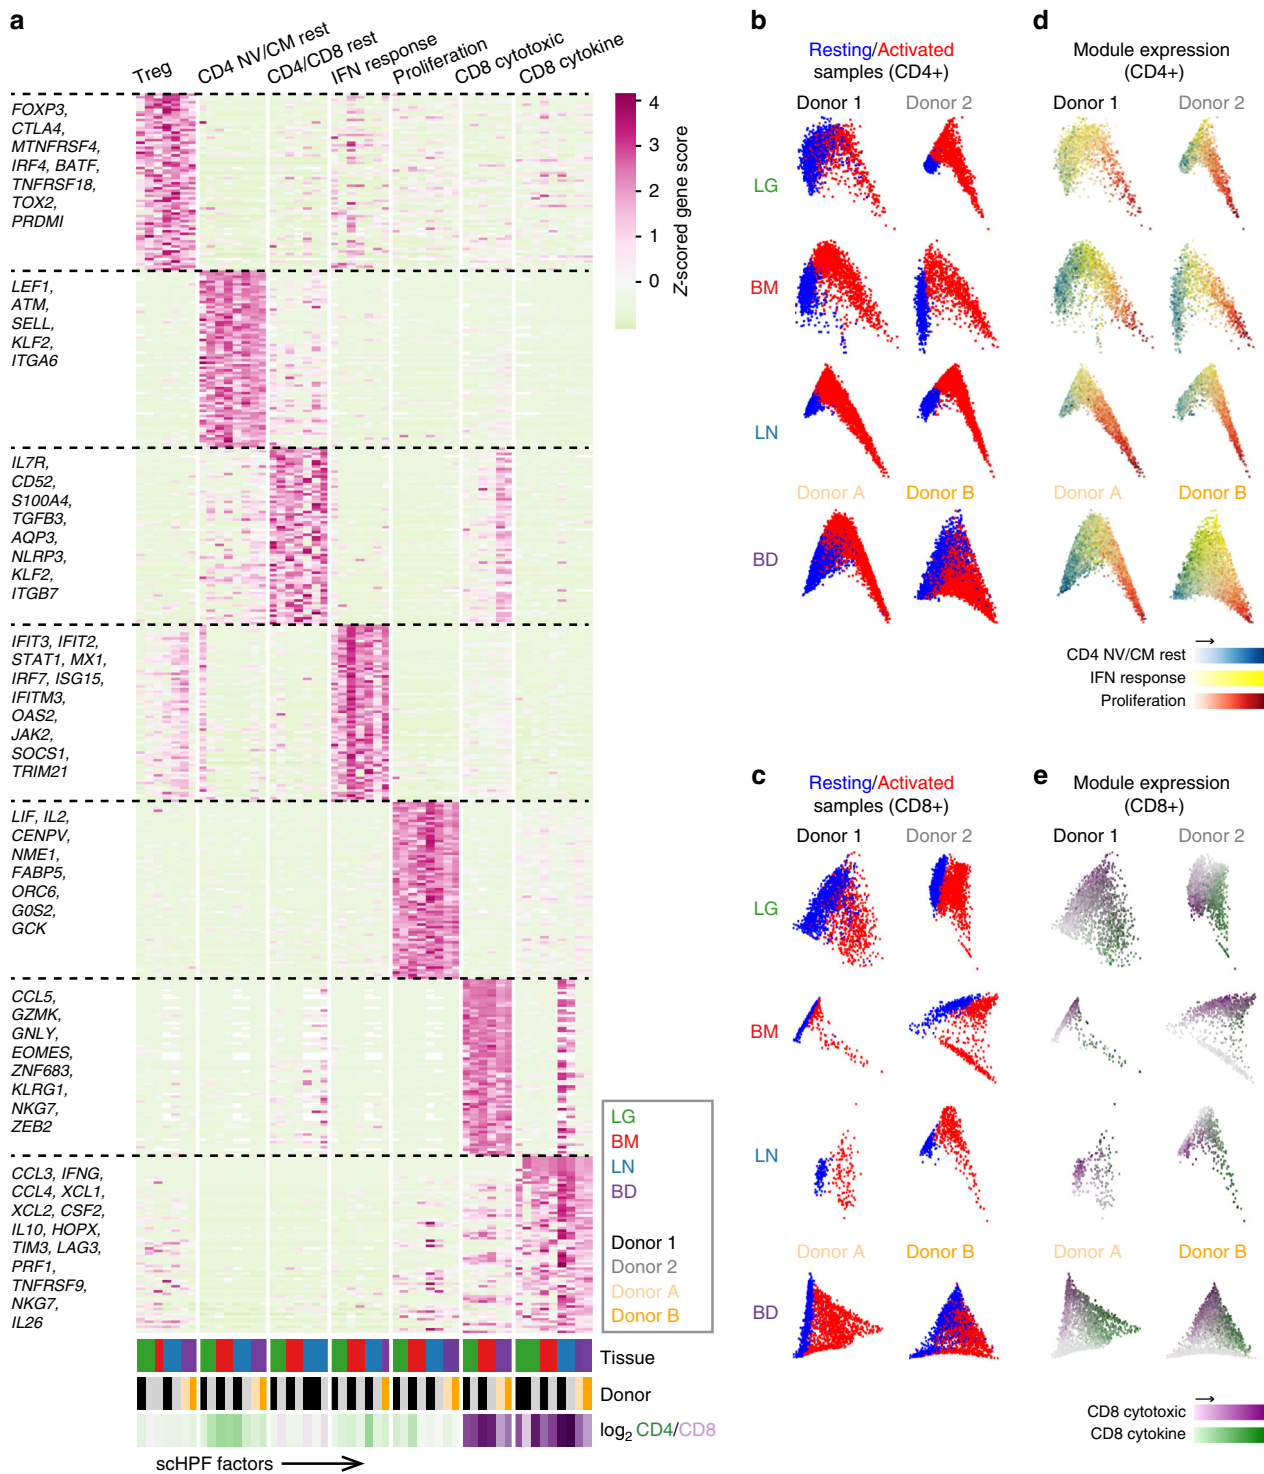 a
Treg
CD4 NV/CM rest
CD4/CD8 rest
IFN response
Proliferation
CD8 cytotoxic
CD8 cytokine
FOXP3,
CTLA4,
MTNFRSF4,
IRF4, BATF,
TNFRSF18,
TOX2,
PRDMI
LEF1,
ATM,
SELL,
KLF2,
ITGA6
IL7R,
CD52,
S100A4,
TGFB3,
AQP3,
NLRP3,
KLF2,
ITGB7
IFIT3, IFIT2,
STAT1, MX1,
IRF7, ISG15,
IFITM3,
OAS2,
JAK2,
SOCS1,
TRIM21
LIF, IL2,
CENPV,
NME1,
FABP5,
ORC6,
G0S2,
GCK
CCL5,
GZMK,
GNLY,
EOMES,
ZNF683,
KLRG1,
NKG7,
ZEB2
CCL3, IFNG,
CCL4, XCL1,
XCL2, CSF2,
IL10, HOPX,
TIM3, LAG3,
PRF1,
TNFRSF9,
NKG7,
IL26
4
3
2
1
0
Z-scored gene score
LG
BM
LN
BD
Donor 1
Donor 2
Donor A
Donor B
Tissue
Donor
log2 CD4/CD8
scHPF factors
b
Resting/Activated
samples (CD4+)
Donor 1 Donor 2
LG
BM
LN
Donor A Donor B
BD
c
Resting/Activated
samples (CD8+)
Donor 1 Donor 2
LG
BM
LN
Donor A Donor B
BD
d
Module expression
(CD4+)
Donor 1 Donor 2
Donor A Donor B
CD4 NV/CM rest
IFN response
Proliferation
e
Module expression
(CD8+)
Donor 1 Donor 2
Donor A Donor B
CD8 cytotoxic
CD8 cytokine